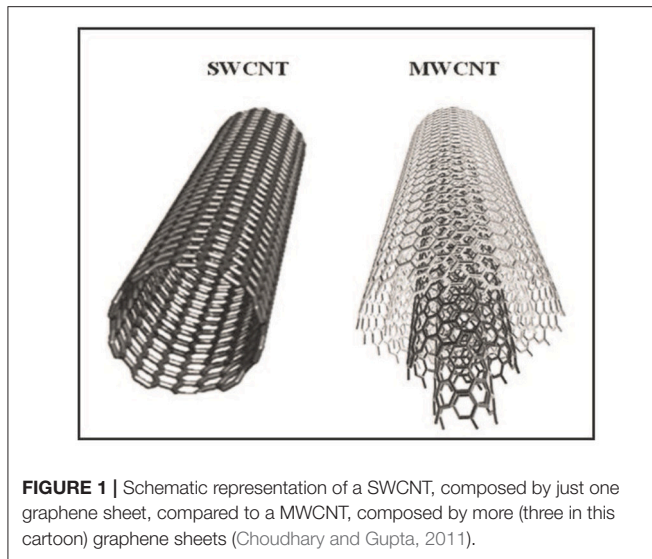 SWCNT MWCNT
FIGURE 1 | Schematic representation of a SWCNT, composed by just one
graphene sheet, compared to a MWCNT, composed by more (three in this
cartoon) graphene sheets (Choudhary and Gupta, 2011).